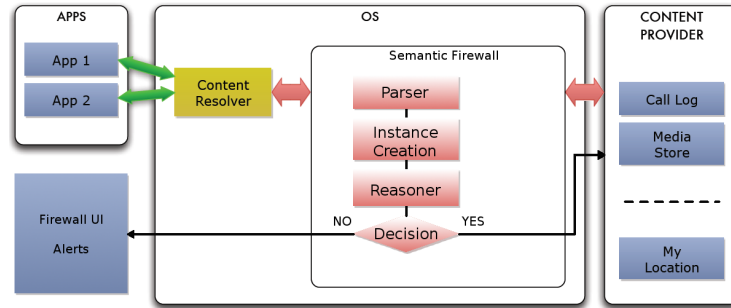 APPS
App 1
App 2
OS
Content
Resolver
Semantic Firewall
Parser
Instance
Creation
Reasoner
NO
YES
Decision
CONTENT
PROVIDER
Call Log
Media
Store
My
Location
Firewall UI
Alerts